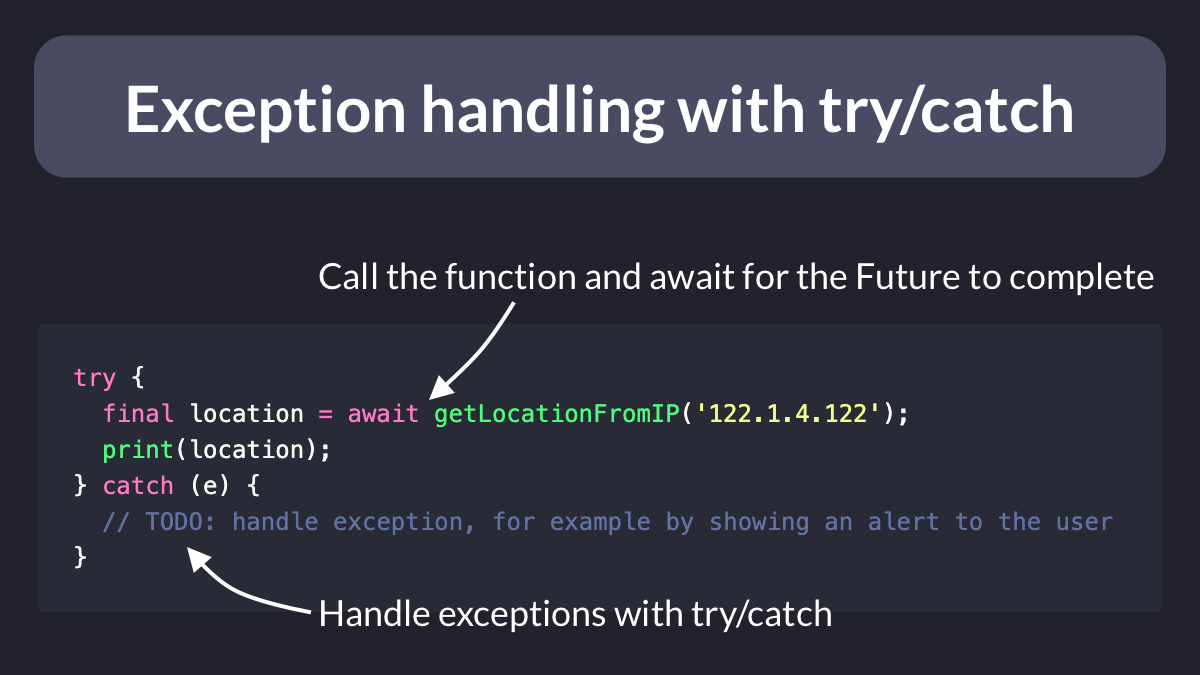 Exception handling with try/catch
Call the function and await for the Future to complete
try {
  final location = await getLocationFromIP('122.1.4.122');
  print(location);
} catch (e) {
  // TODO: handle exception, for example by showing an alert to the user
}
Handle exceptions with try/catch